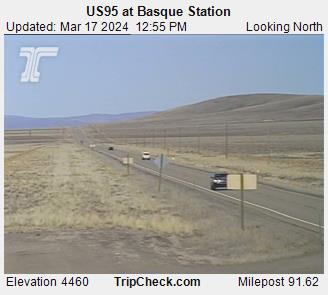 US95 at Basque Station
Updated: Mar 17 2024 12:55 PM Looking North
Elevation 4460 TripCheck.com Milepost 91.62